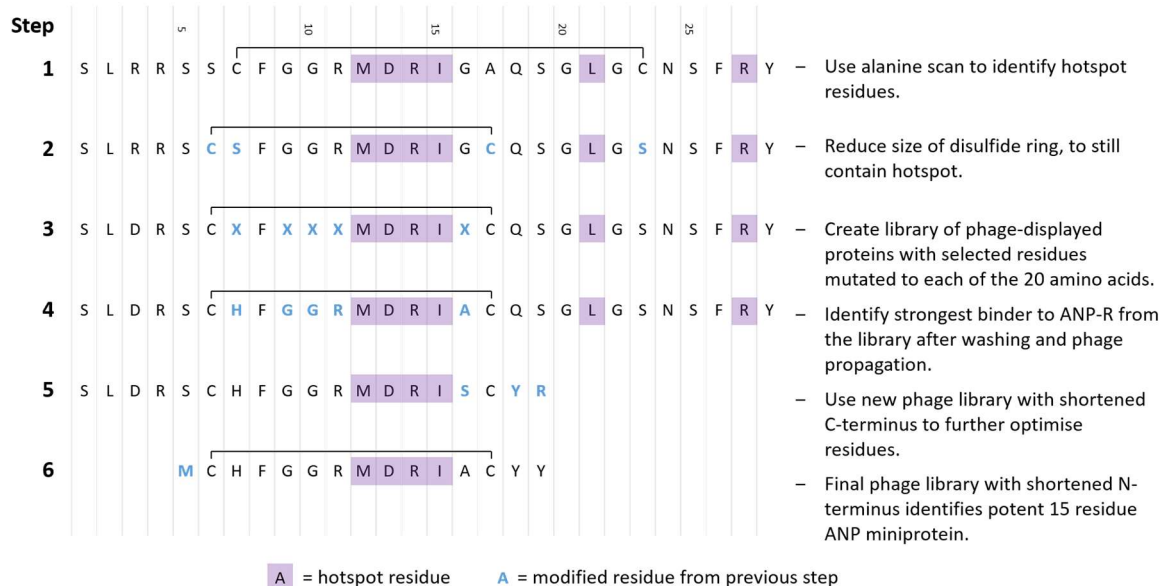 Step
5 10 15 20 25
1 S L R R S S C F G G R M D R I G A Q S G L G C N S F R Y
– Use alanine scan to identify hotspot
residues.
2 S L R R S C S F G G R M D R I G C Q S G L G S N S F R Y
– Reduce size of disulfide ring, to still
contain hotspot.
3 S L D R S C X F X X X M D R I X C Q S G L G S N S F R Y
– Create library of phage-displayed
proteins with selected residues
mutated to each of the 20 amino acids.
4 S L D R S C H F G G R M D R I A C Q S G L G S N S F R Y
– Identify strongest binder to ANP-R from
the library after washing and phage
propagation.
5 S L D R S C H F G G R M D R I S C Y R
– Use new phage library with shortened
C-terminus to further optimise
residues.
6 M C H F G G R M D R I A C Y Y
– Final phage library with shortened N-
terminus identifies potent 15 residue
ANP miniprotein.
A = hotspot residue
A = modified residue from previous step